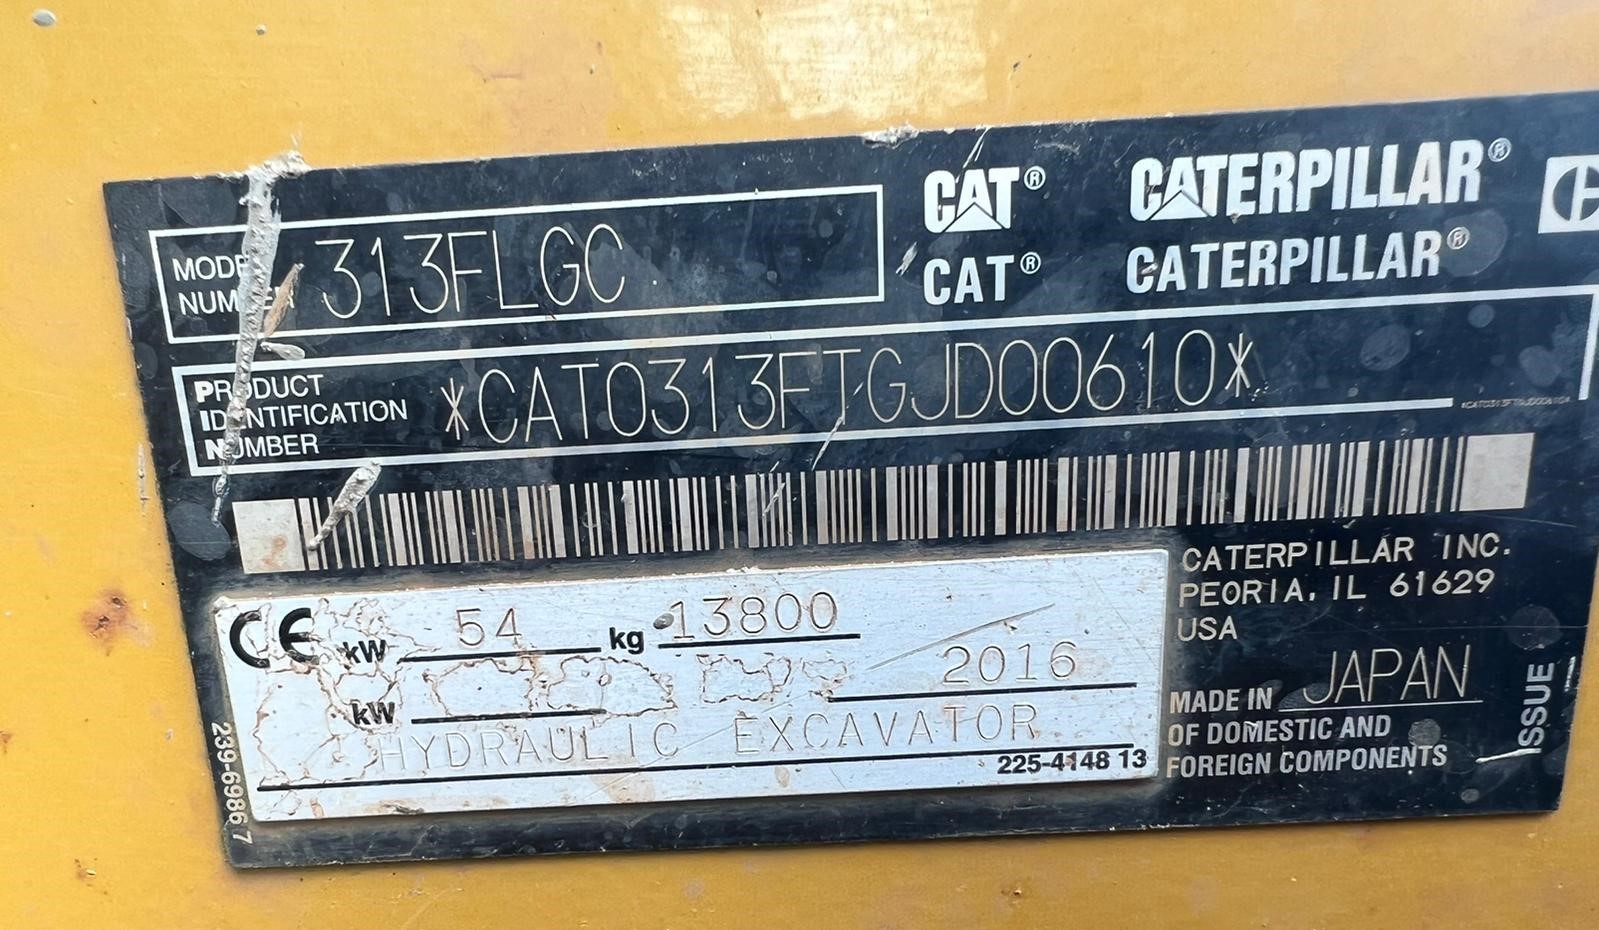 CAT® CATERPILLAR®
CAT® CATERPILLAR®
MODEL NUMBER 313FLGC
PRODUCT
IDENTIFICATION
NUMBER
*CAT0313FTGJD00610*
*CAT0313FTGJD00610*
CE kW 54 kg 13800
kW 2016
HYDRAULIC EXCAVATOR
225-4148 13
CATERPILLAR INC.
PEORIA, IL 61629
USA
MADE IN JAPAN
OF DOMESTIC AND
FOREIGN COMPONENTS
ISSUE
239-6986 7